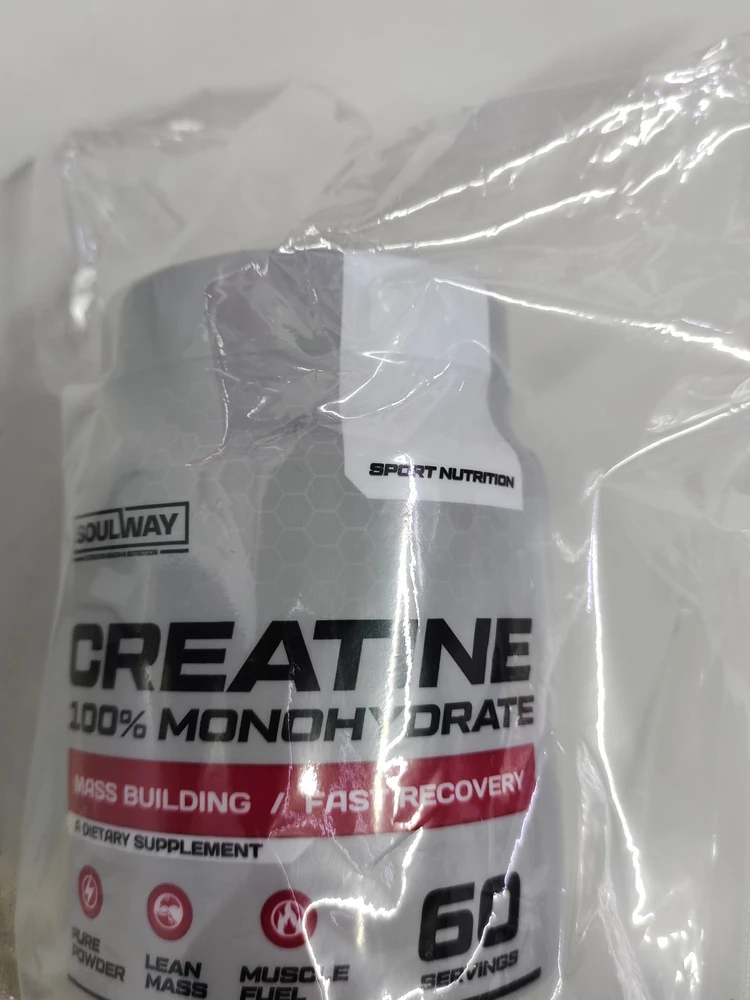 SPORT NUTRITION
SOULWAY
CREATINE
100% MONOHYDRATE
MASS BUILDING / FAST RECOVERY
A DIETARY SUPPLEMENT
PURE
POWDER
LEAN
MASS
MUSCLE
FUEL
60
SERVINGS